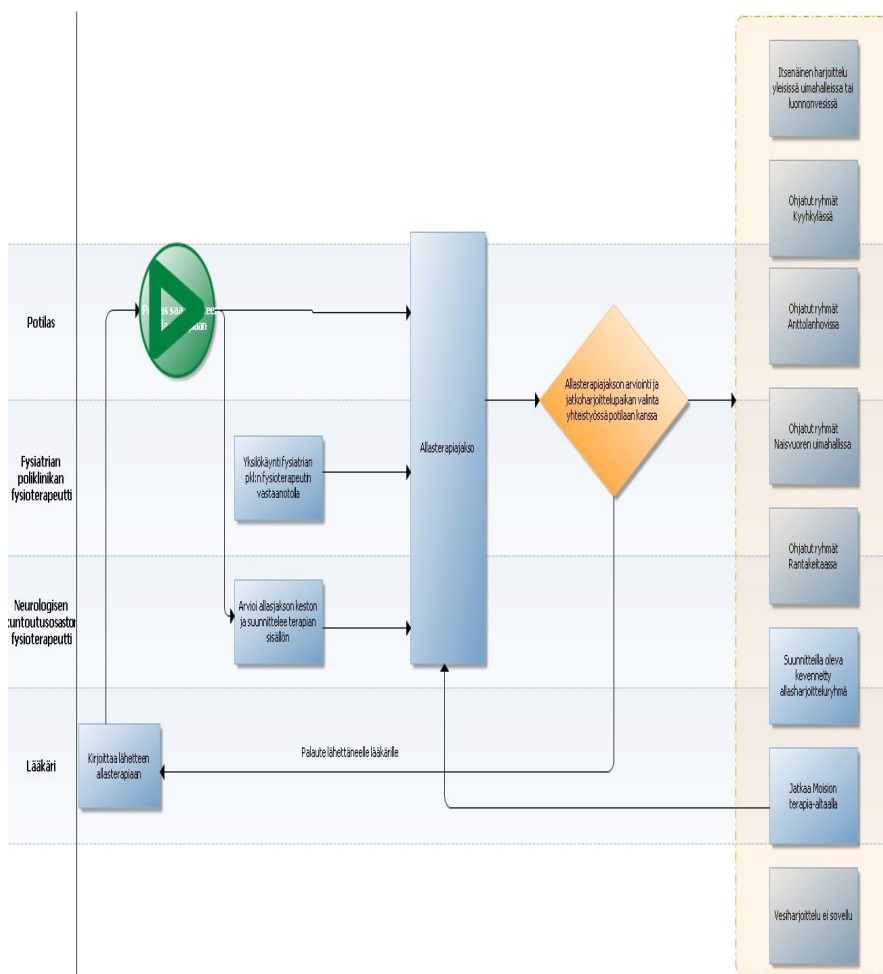 Itsenäinen harjoittelu
yleisissä uimahalleissa tai
luonnonvesissä
Ohjatut ryhmät
Kyyhkylässä
Potilas
Ohjatut ryhmät
Anttolanhovissa
Allasterapiajakson arviointi ja
jatkoharjoittelupaikan valinta
yhteistyössä potilaan kanssa
Allasterapiajakso
Fysiatrian
poliklinikan
fysioterapeutti
Yksilökäynti fysiatrian
pkl:n fysioterapeutin
vastaanotolla
Ohjatut ryhmät
Naisvuoren uimahallissa
Ohjatut ryhmät
Rantakeitaassa
Neurologisen
kuntoutusosaston
fysioterapeutti
Arvioi allasjakson keston
ja suunnittelee terapian
sisällön
Suunnitteilla oleva
kevennetty
allasharjoitteluryhmä
Lääkäri
Kirjoittaa lähetteen
allasterapiaan
Palaute lähettäneelle lääkärille
Jatkaa Moision
terapia-altaalla
Vesiharjoittelu ei sovellu